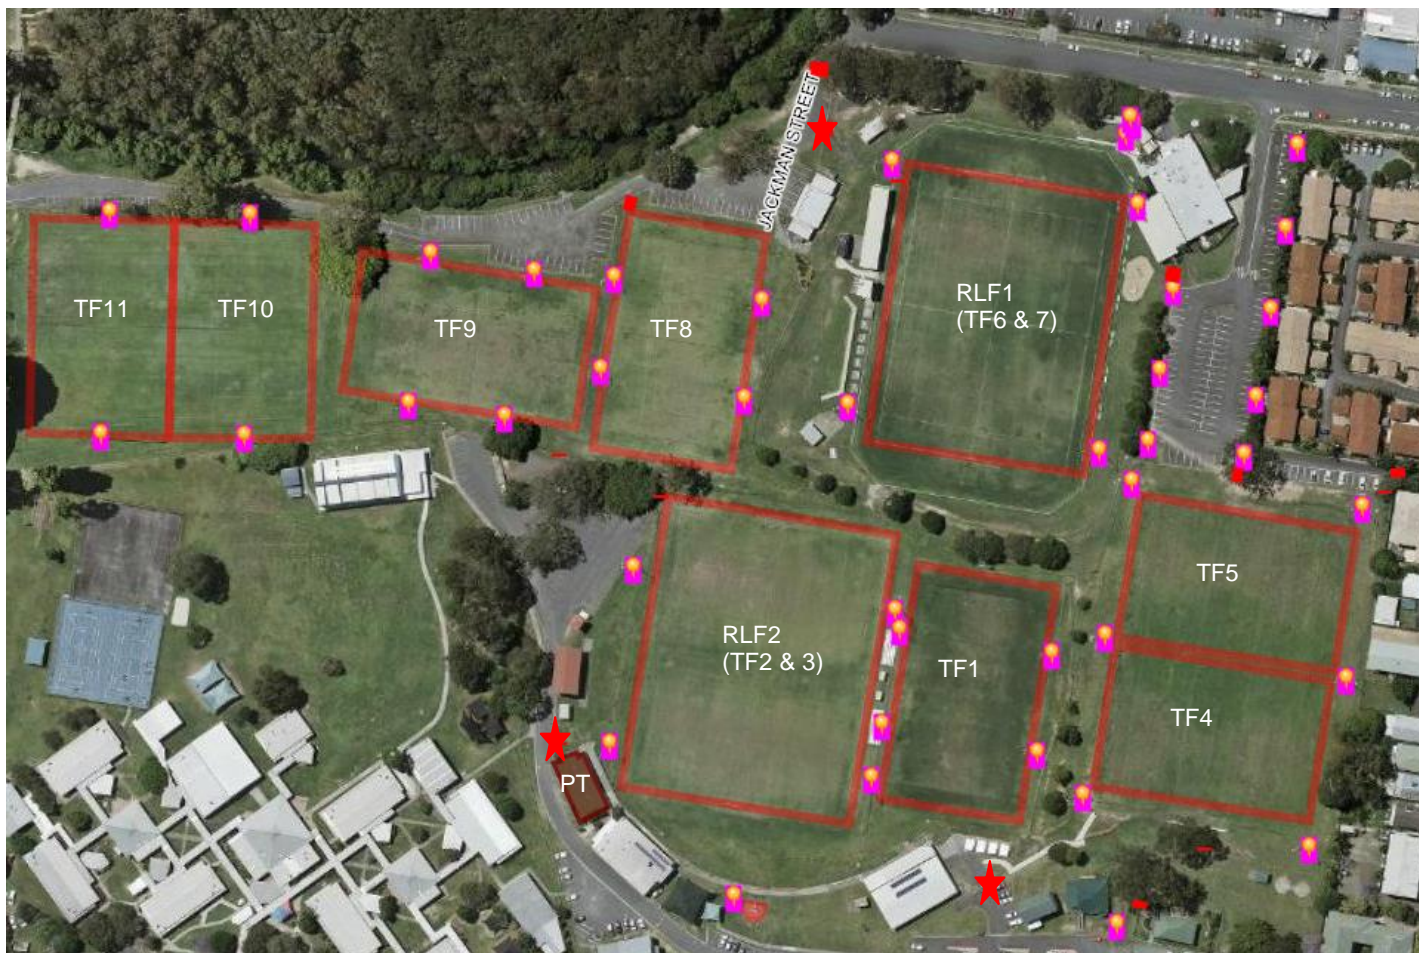 JACKMAN STREET
TF11
TF10
TF9
TF8
RLF1
(TF6 & 7)
TF5
RLF2
(TF2 & 3)
TF1
TF4
PT